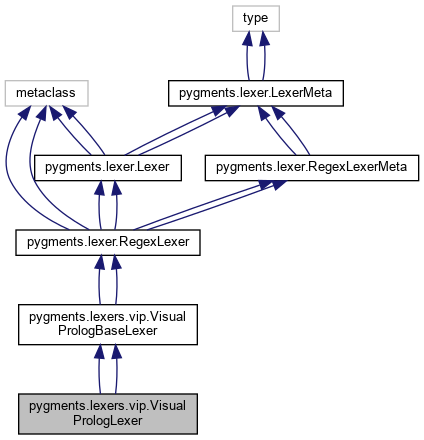 type
metaclass
pygments.lexer.LexerMeta
pygments.lexer.Lexer
pygments.lexer.RegexLexerMeta
pygments.lexer.RegexLexer
pygments.lexers.vip.Visual
PrologBaseLexer
pygments.lexers.vip.Visual
PrologLexer